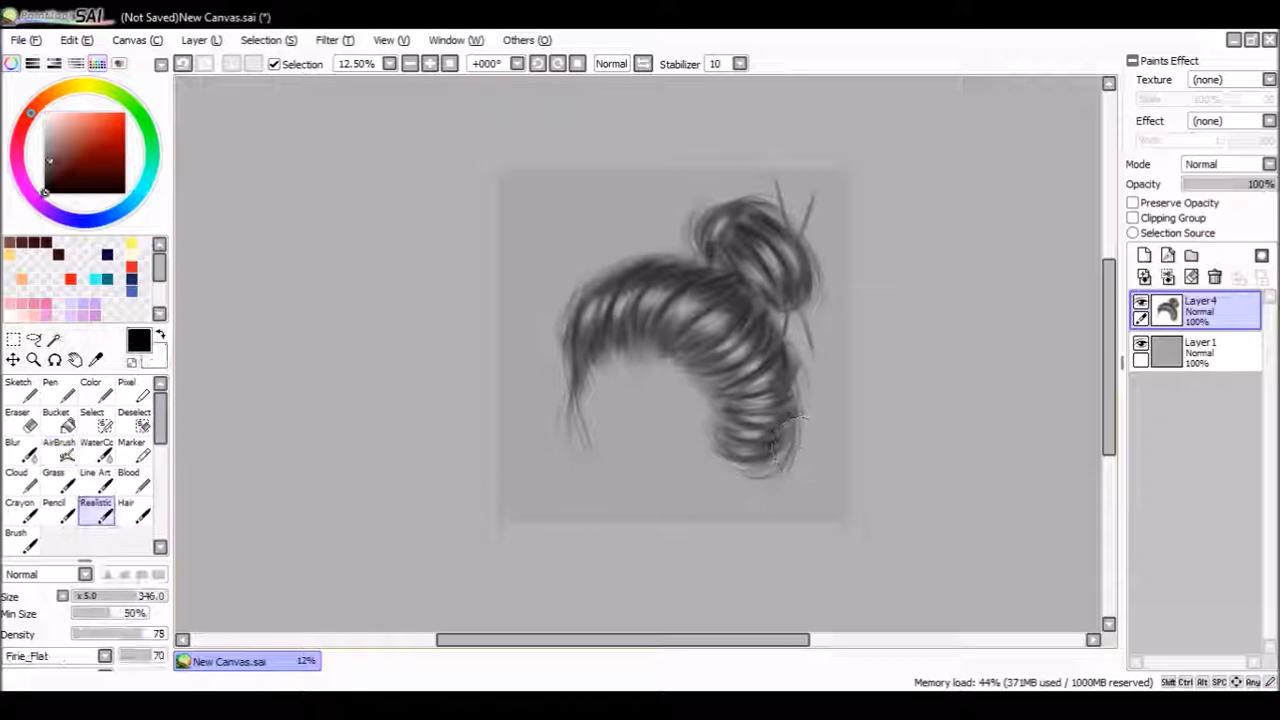 PaintTool SAI (Not Saved)New Canvas.sai (*)
File (F) Edit (E) Canvas (C) Layer (L) Selection (S) Filter (T) View (V) Window (W) Others (O)
Selection 12.50% +000° Normal Stabilizer 10
Paints Effect
Texture (none)
Scale 100%
Effect (none)
Mode Normal
Opacity 100%
Preserve Opacity
Clipping Group
Selection Source
Layer4
Normal
100%
Layer1
Normal
100%
Sketch Pen Color Pixel
Eraser Bucket Select Deselect
Blur AirBrush WaterCo Marker
Cloud Grass Line Art Blood
Crayon Pencil Realistic Hair
Brush
Normal
Size x 5.0 346.0
Min Size 50%
Density 75
70
New Canvas.sai 12%
Memory load: 44% (371MB used / 1000MB reserved) Shift Ctrl Alt SPC Any